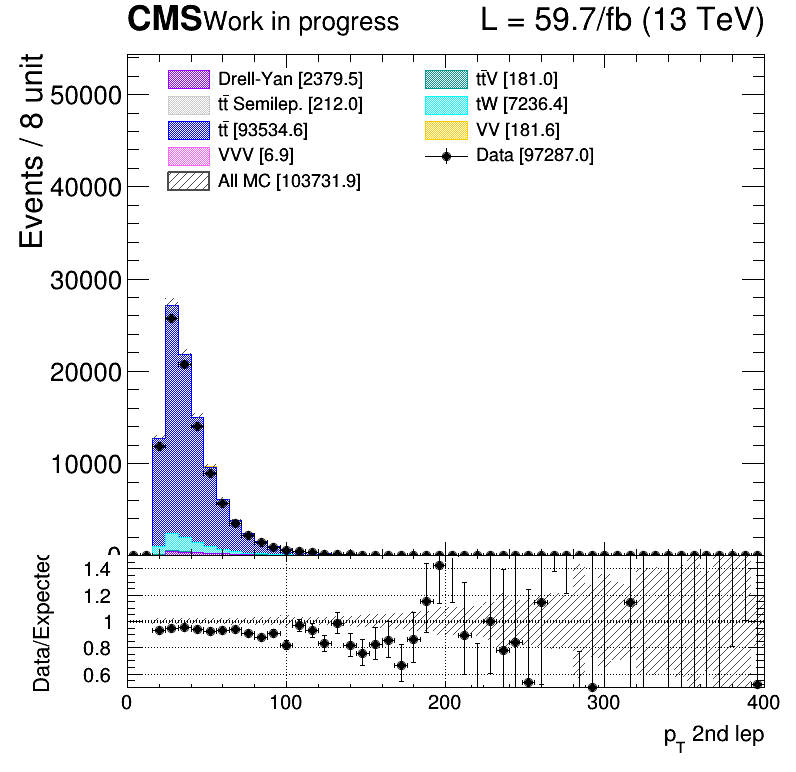 CMS Work in progress L = 59.7/fb (13 TeV)
Events / 8 unit
50000
40000
30000
20000
10000
0
Drell-Yan [2379.5]
tt̄ Semilep. [212.0]
tt̄ [93534.6]
VVV [6.9]
All MC [103731.9]
tt̄V [181.0]
tW [7236.4]
VV [181.6]
Data [97287.0]
Data/Expected
1.4
1.2
1
0.8
0.6
0 100 200 300 400
p_T 2nd lep